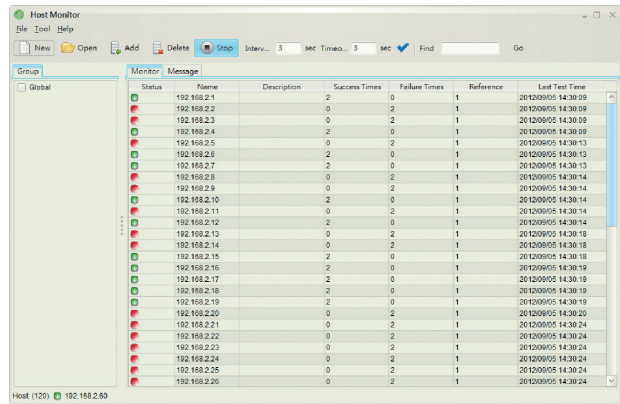 Host Monitor
File Tool Help
New Open Add Delete Stop Interv... 3 sec Timeo... 3 sec Find Go
Group
Monitor Message
Global
Status Name Description Success Times Failure Times Reference Last Test Time
192.168.2.1 2 0 1 2012/09/05 14:30:09
192.168.2.2 0 2 1 2012/09/05 14:30:09
192.168.2.3 0 2 1 2012/09/05 14:30:09
192.168.2.4 2 0 1 2012/09/05 14:30:09
192.168.2.5 0 2 1 2012/09/05 14:30:13
192.168.2.6 2 0 1 2012/09/05 14:30:13
192.168.2.7 2 0 1 2012/09/05 14:30:13
192.168.2.8 0 2 1 2012/09/05 14:30:14
192.168.2.9 0 2 1 2012/09/05 14:30:14
192.168.2.10 2 0 1 2012/09/05 14:30:14
192.168.2.11 0 2 1 2012/09/05 14:30:14
192.168.2.12 2 0 1 2012/09/05 14:30:14
192.168.2.13 0 2 1 2012/09/05 14:30:18
192.168.2.14 0 2 1 2012/09/05 14:30:18
192.168.2.15 2 0 1 2012/09/05 14:30:18
192.168.2.16 2 0 1 2012/09/05 14:30:19
192.168.2.17 2 0 1 2012/09/05 14:30:19
192.168.2.18 2 0 1 2012/09/05 14:30:19
192.168.2.19 2 0 1 2012/09/05 14:30:19
192.168.2.20 0 2 1 2012/09/05 14:30:20
192.168.2.21 0 2 1 2012/09/05 14:30:24
192.168.2.22 0 2 1 2012/09/05 14:30:24
192.168.2.23 0 2 1 2012/09/05 14:30:24
192.168.2.24 0 2 1 2012/09/05 14:30:24
192.168.2.25 0 2 1 2012/09/05 14:30:24
192.168.2.26 0 2 1 2012/09/05 14:30:24
Host (120) 192.168.2.60